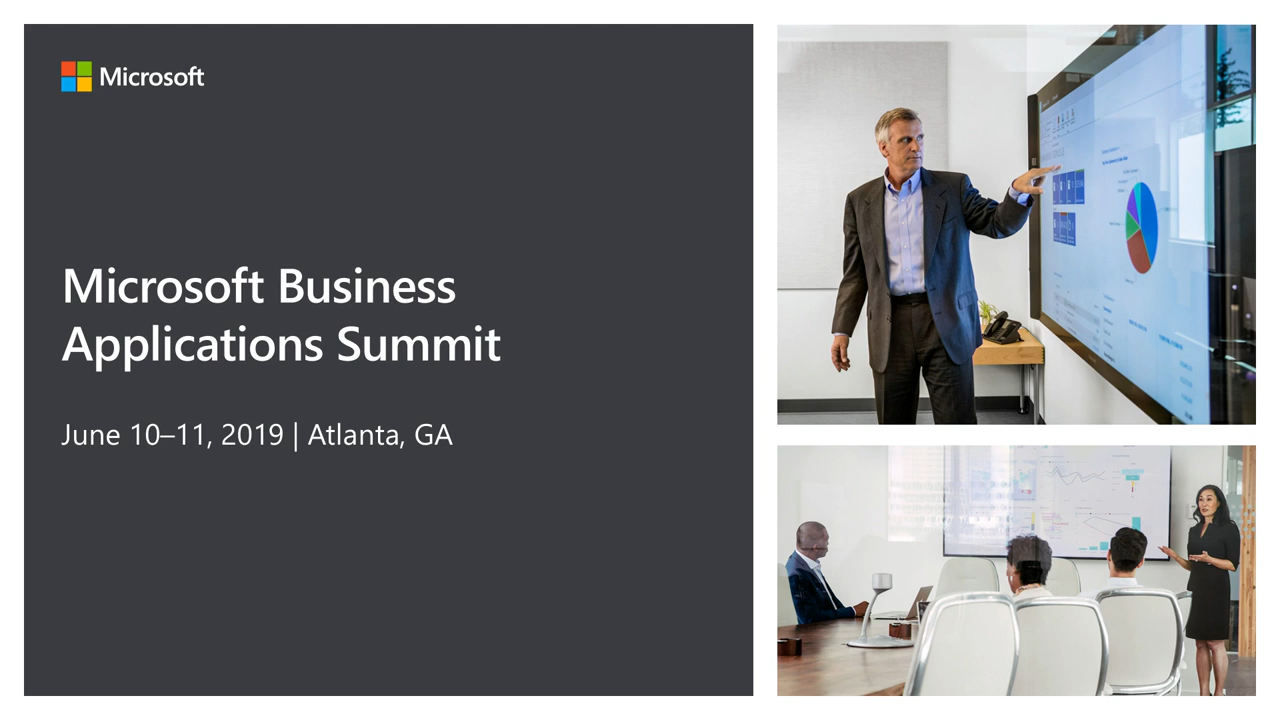 Microsoft
Microsoft Business
Applications Summit
June 10–11, 2019 | Atlanta, GA